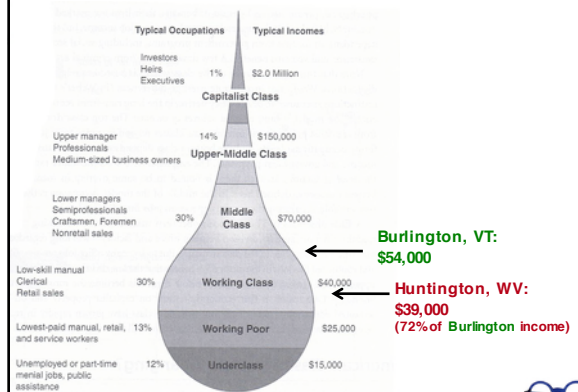 Typical Occupations
Typical Incomes
Investors
Heirs
Executives
1%
$2.0 Million
Capitalist Class
Upper manager
Professionals
Medium-sized business owners
14%
$150,000
Upper-Middle Class
Lower managers
Semiprofessionals
Craftsmen, Foremen
Nonretail sales
30%
Middle
Class
$70,000
Burlington, VT:
$54,000
Low-skill manual
Clerical
Retail sales
30%
Working Class
$40,000
Huntington, WV:
$39,000
(72% of Burlington income)
Lowest-paid manual, retail,
and service workers
13%
Working Poor
$25,000
Unemployed or part-time
menial jobs, public
assistance
12%
Underclass
$15,000